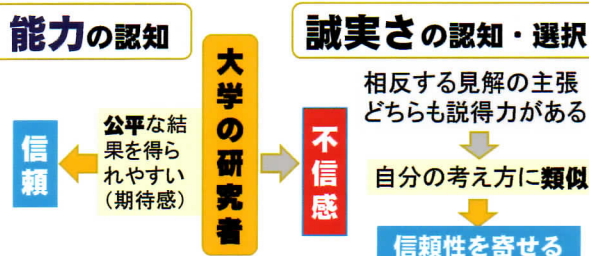 能力の認知
誠実さの認知・選択
信頼
公平な結
果を得ら
れやすい
(期待感)
大学の研究者
不信感
相反する見解の主張
どちらも説得力がある
自分の考え方に類似
信頼性を寄せる